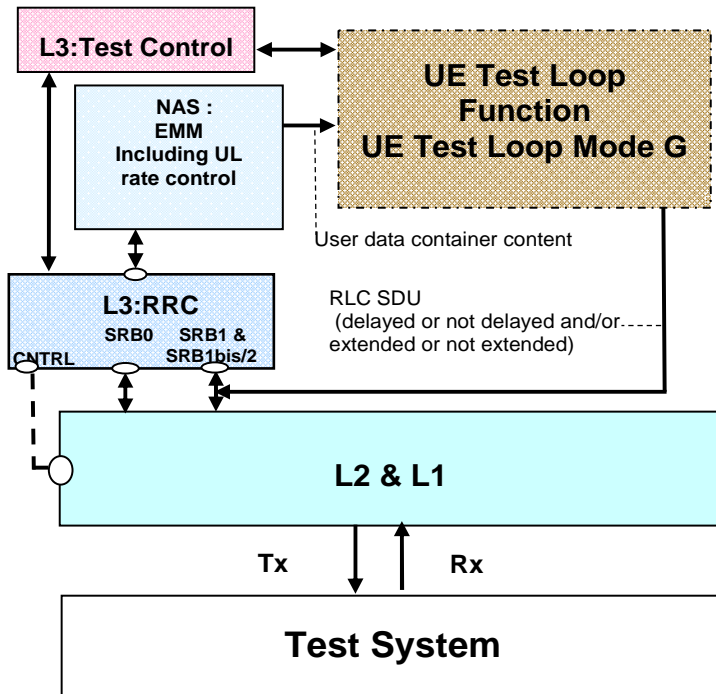 L3:Test Control
UE Test Loop
Function
UE Test Loop Mode G
NAS :
EMM
Including UL
rate control
User data container content
RLC SDU
(delayed or not delayed and/or
extended or not extended)
L3:RRC
SRB0
SRB1 &
SRB1bis/2
CNTRL
L2 & L1
Tx
Rx
Test System